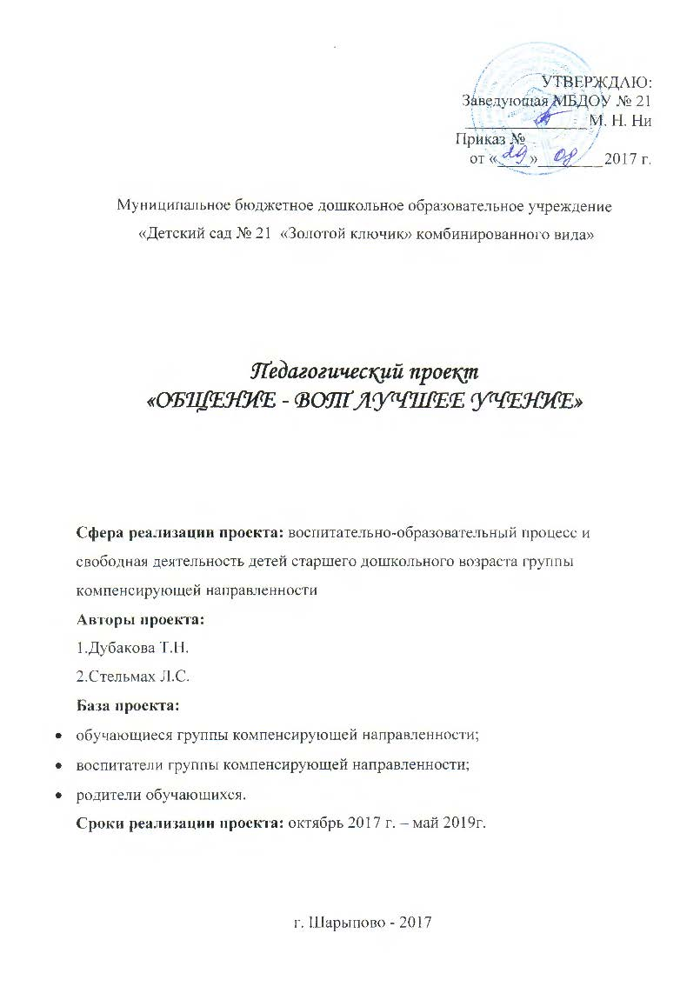 УТВЕРЖДАЮ:
Заведующая МБДОУ № 21
_______________М. Н. Ни
Приказ №
от «29»  08  2017 г.
Муниципальное бюджетное дошкольное образовательное учреждение
«Детский сад № 21 «Золотой ключик» комбинированного вида»
Педагогический проект
«ОБЩЕНИЕ - ВОТ ЛУЧШЕЕ УЧЕНИЕ»
Сфера реализации проекта: воспитательно-образовательный процесс и
свободная деятельность детей старшего дошкольного возраста группы
компенсирующей направленности
Авторы проекта:
1.Дубакова Т.Н.
2.Стельмах Л.С.
База проекта:
• обучающиеся группы компенсирующей направленности;
• воспитатели группы компенсирующей направленности;
• родители обучающихся.
Сроки реализации проекта: октябрь 2017 г. – май 2019г.
г. Шарыпово - 2017